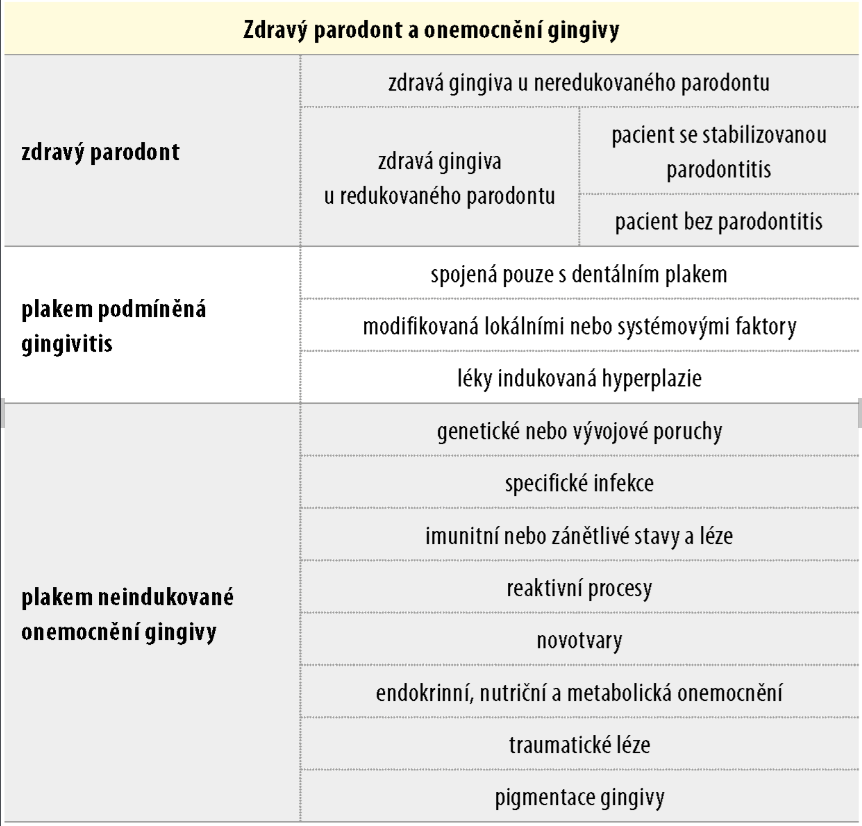 Zdravý parodont a onemocnění gingivy
zdravý parodont
zdravá gingiva u neredukovaného parodontu
zdravá gingiva
u redukovaného parodontu
pacient se stabilizovanou
parodontitis
pacient bez parodontitis
plakem podmíněná
gingivitis
spojená pouze s dentálním plakem
modifikovaná lokálními nebo systémovými faktory
léky indukovaná hyperplazie
plakem neindukované
onemocnění gingivy
genetické nebo vývojové poruchy
specifické infekce
imunitní nebo zánětlivé stavy a léze
reaktivní procesy
novotvary
endokrinní, nutriční a metabolická onemocnění
traumatické léze
pigmentace gingivy